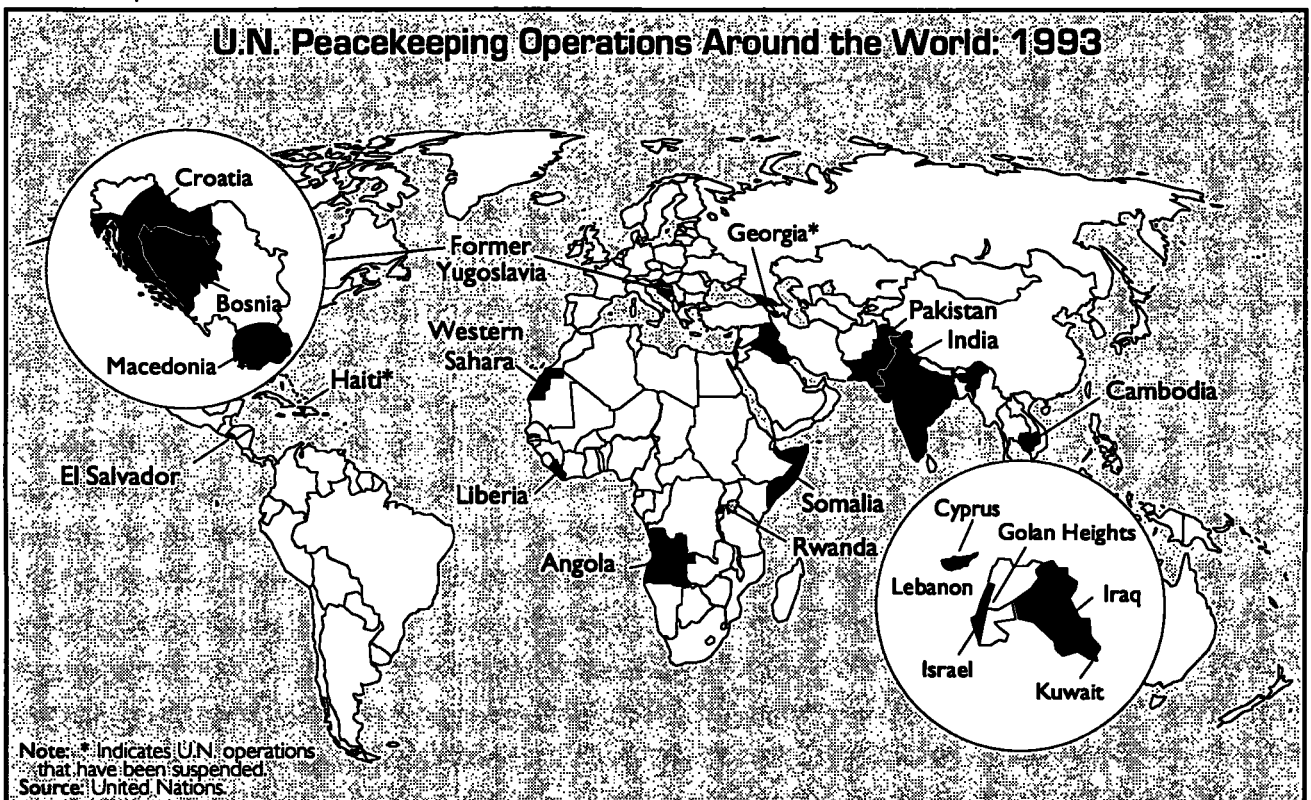 U.N. Peacekeeping Operations Around the World: 1993
Croatia
Bosnia
Macedonia
Former
Yugoslavia
Georgia*
Pakistan
India
Western
Sahara
Haiti*
Cambodia
El Salvador
Liberia
Somalia
Rwanda
Angola
Cyprus
Golan Heights
Lebanon
Iraq
Israel
Kuwait
Note: * Indicates U.N. operations
that have been suspended.
Source: United Nations.